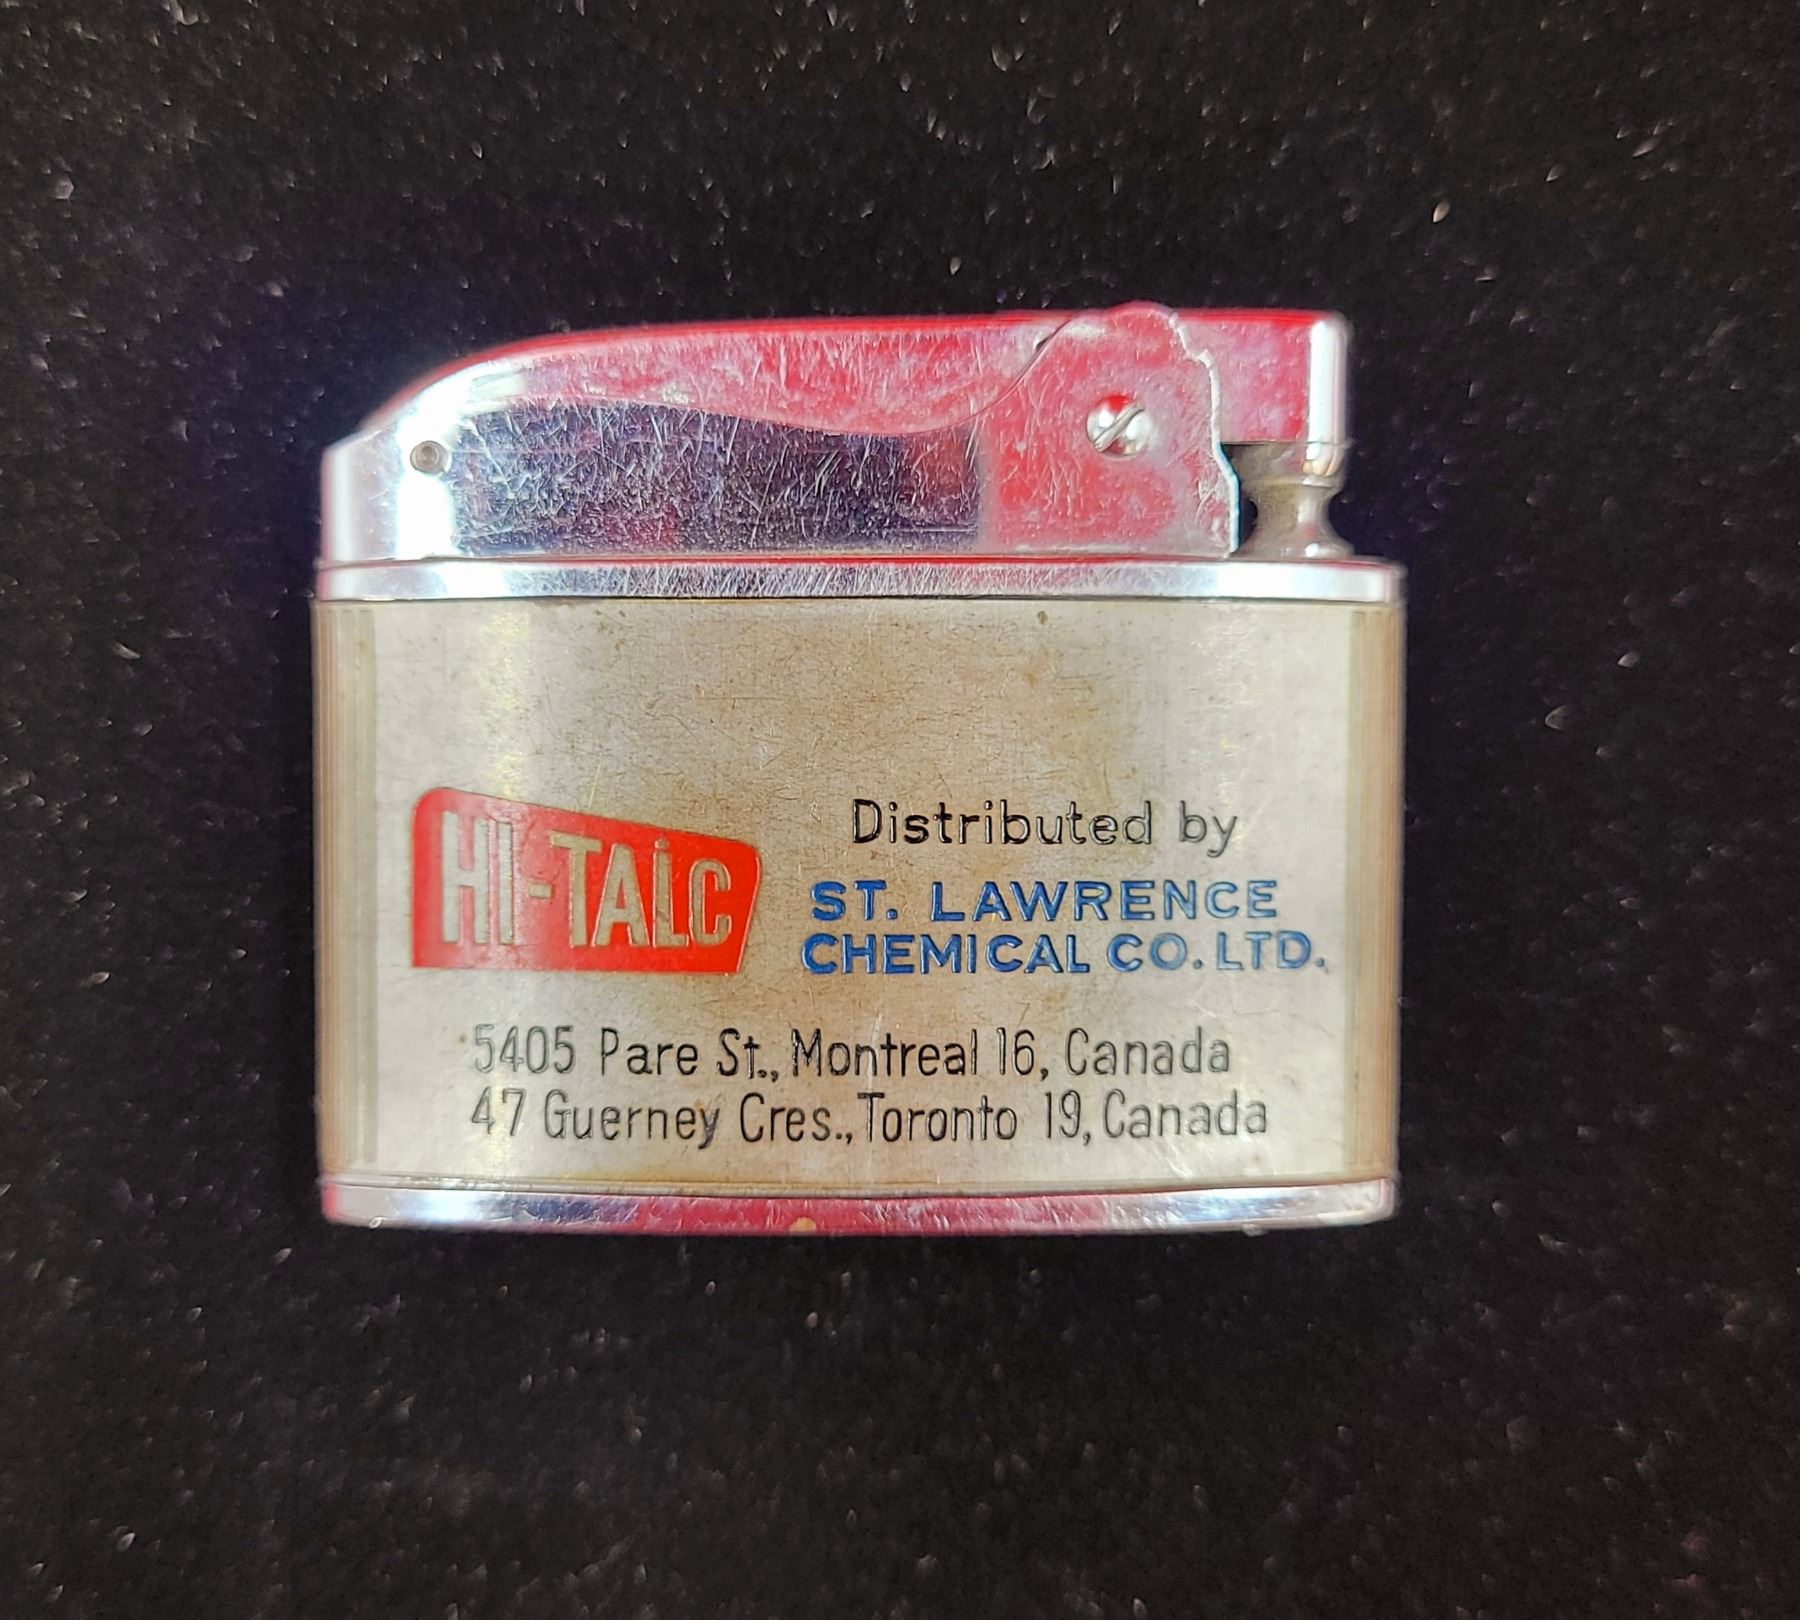 HI-TALC
Distributed by
ST. LAWRENCE
CHEMICAL CO. LTD.
5405 Pare St., Montreal 16, Canada
47 Guerney Cres., Toronto 19, Canada